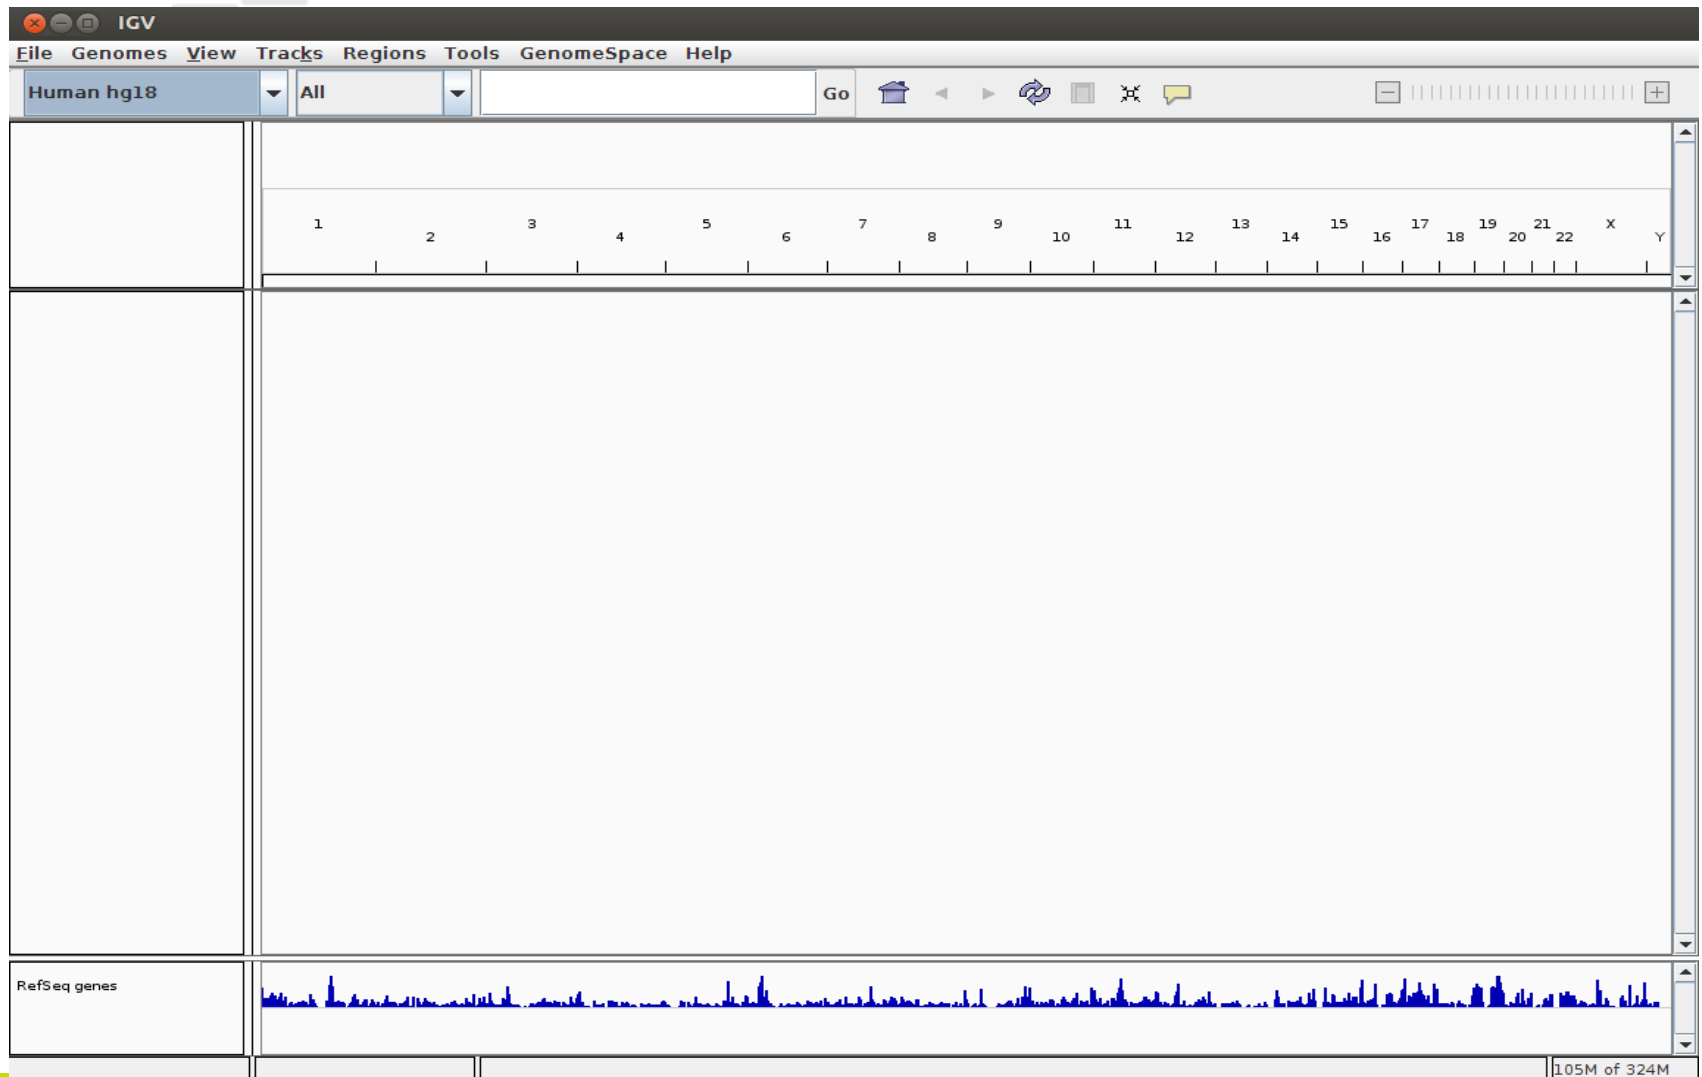 IGV
File Genomes View Tracks Regions Tools GenomeSpace Help
Human hg18 All Go
1 2 3 4 5 6 7 8 9 10 11 12 13 14 15 16 17 18 19 20 21 22 X Y
RefSeq genes
105M of 324M